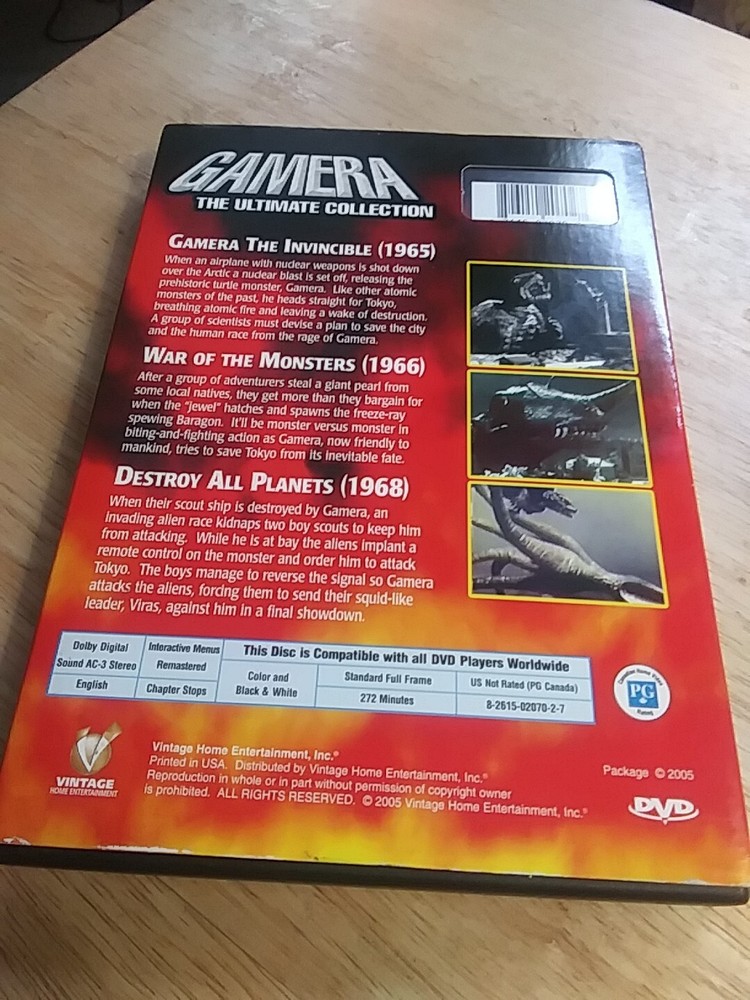 GAMERA
THE ULTIMATE COLLECTION
GAMERA THE INVINCIBLE (1965)
When an airplane with nuclear weapons is shot down
over the Arctic a nuclear blast is set off, releasing the
prehistoric turtle monster, Gamera. Like other atomic
monsters of the past, he heads straight for Tokyo,
breathing atomic fire and leaving a wake of destruction.
A group of scientists must devise a plan to save the city
and the human race from the rage of Gamera.
WAR OF THE MONSTERS (1966)
After a group of adventurers steal a giant pearl from
some local natives, they get more than they bargain for
when the "jewel" hatches and spawns the freeze-ray
spewing Baragon. It'll be monster versus monster in
biting-and-fighting action as Gamera, now friendly to
mankind, tries to save Tokyo from its inevitable fate.
DESTROY ALL PLANETS (1968)
When their scout ship is destroyed by Gamera, an
invading alien race kidnaps two boy scouts to keep him
from attacking. While he is at bay the aliens implant a
remote control on the monster and order him to attack
Tokyo. The boys manage to reverse the signal so Gamera
attacks the aliens, forcing them to send their squid-like
leader, Viras, against him in a final showdown.
Dolby Digital
Sound AC-3 Stereo
English
Interactive Menus
Remastered
Chapter Stops
This Disc is Compatible with all DVD Players Worldwide
Color and
Black & White
Standard Full Frame
272 Minutes
US Not Rated (PG Canada)
8-2615-02070-2-7
Canadian Home Video
PG
Rated
VINTAGE
HOME ENTERTAINMENT
Vintage Home Entertainment, Inc.®
Printed in USA. Distributed by Vintage Home Entertainment, Inc.®
Reproduction in whole or in part without permission of copyright owner
is prohibited. ALL RIGHTS RESERVED. © 2005 Vintage Home Entertainment, Inc.®
Package © 2005
DVD